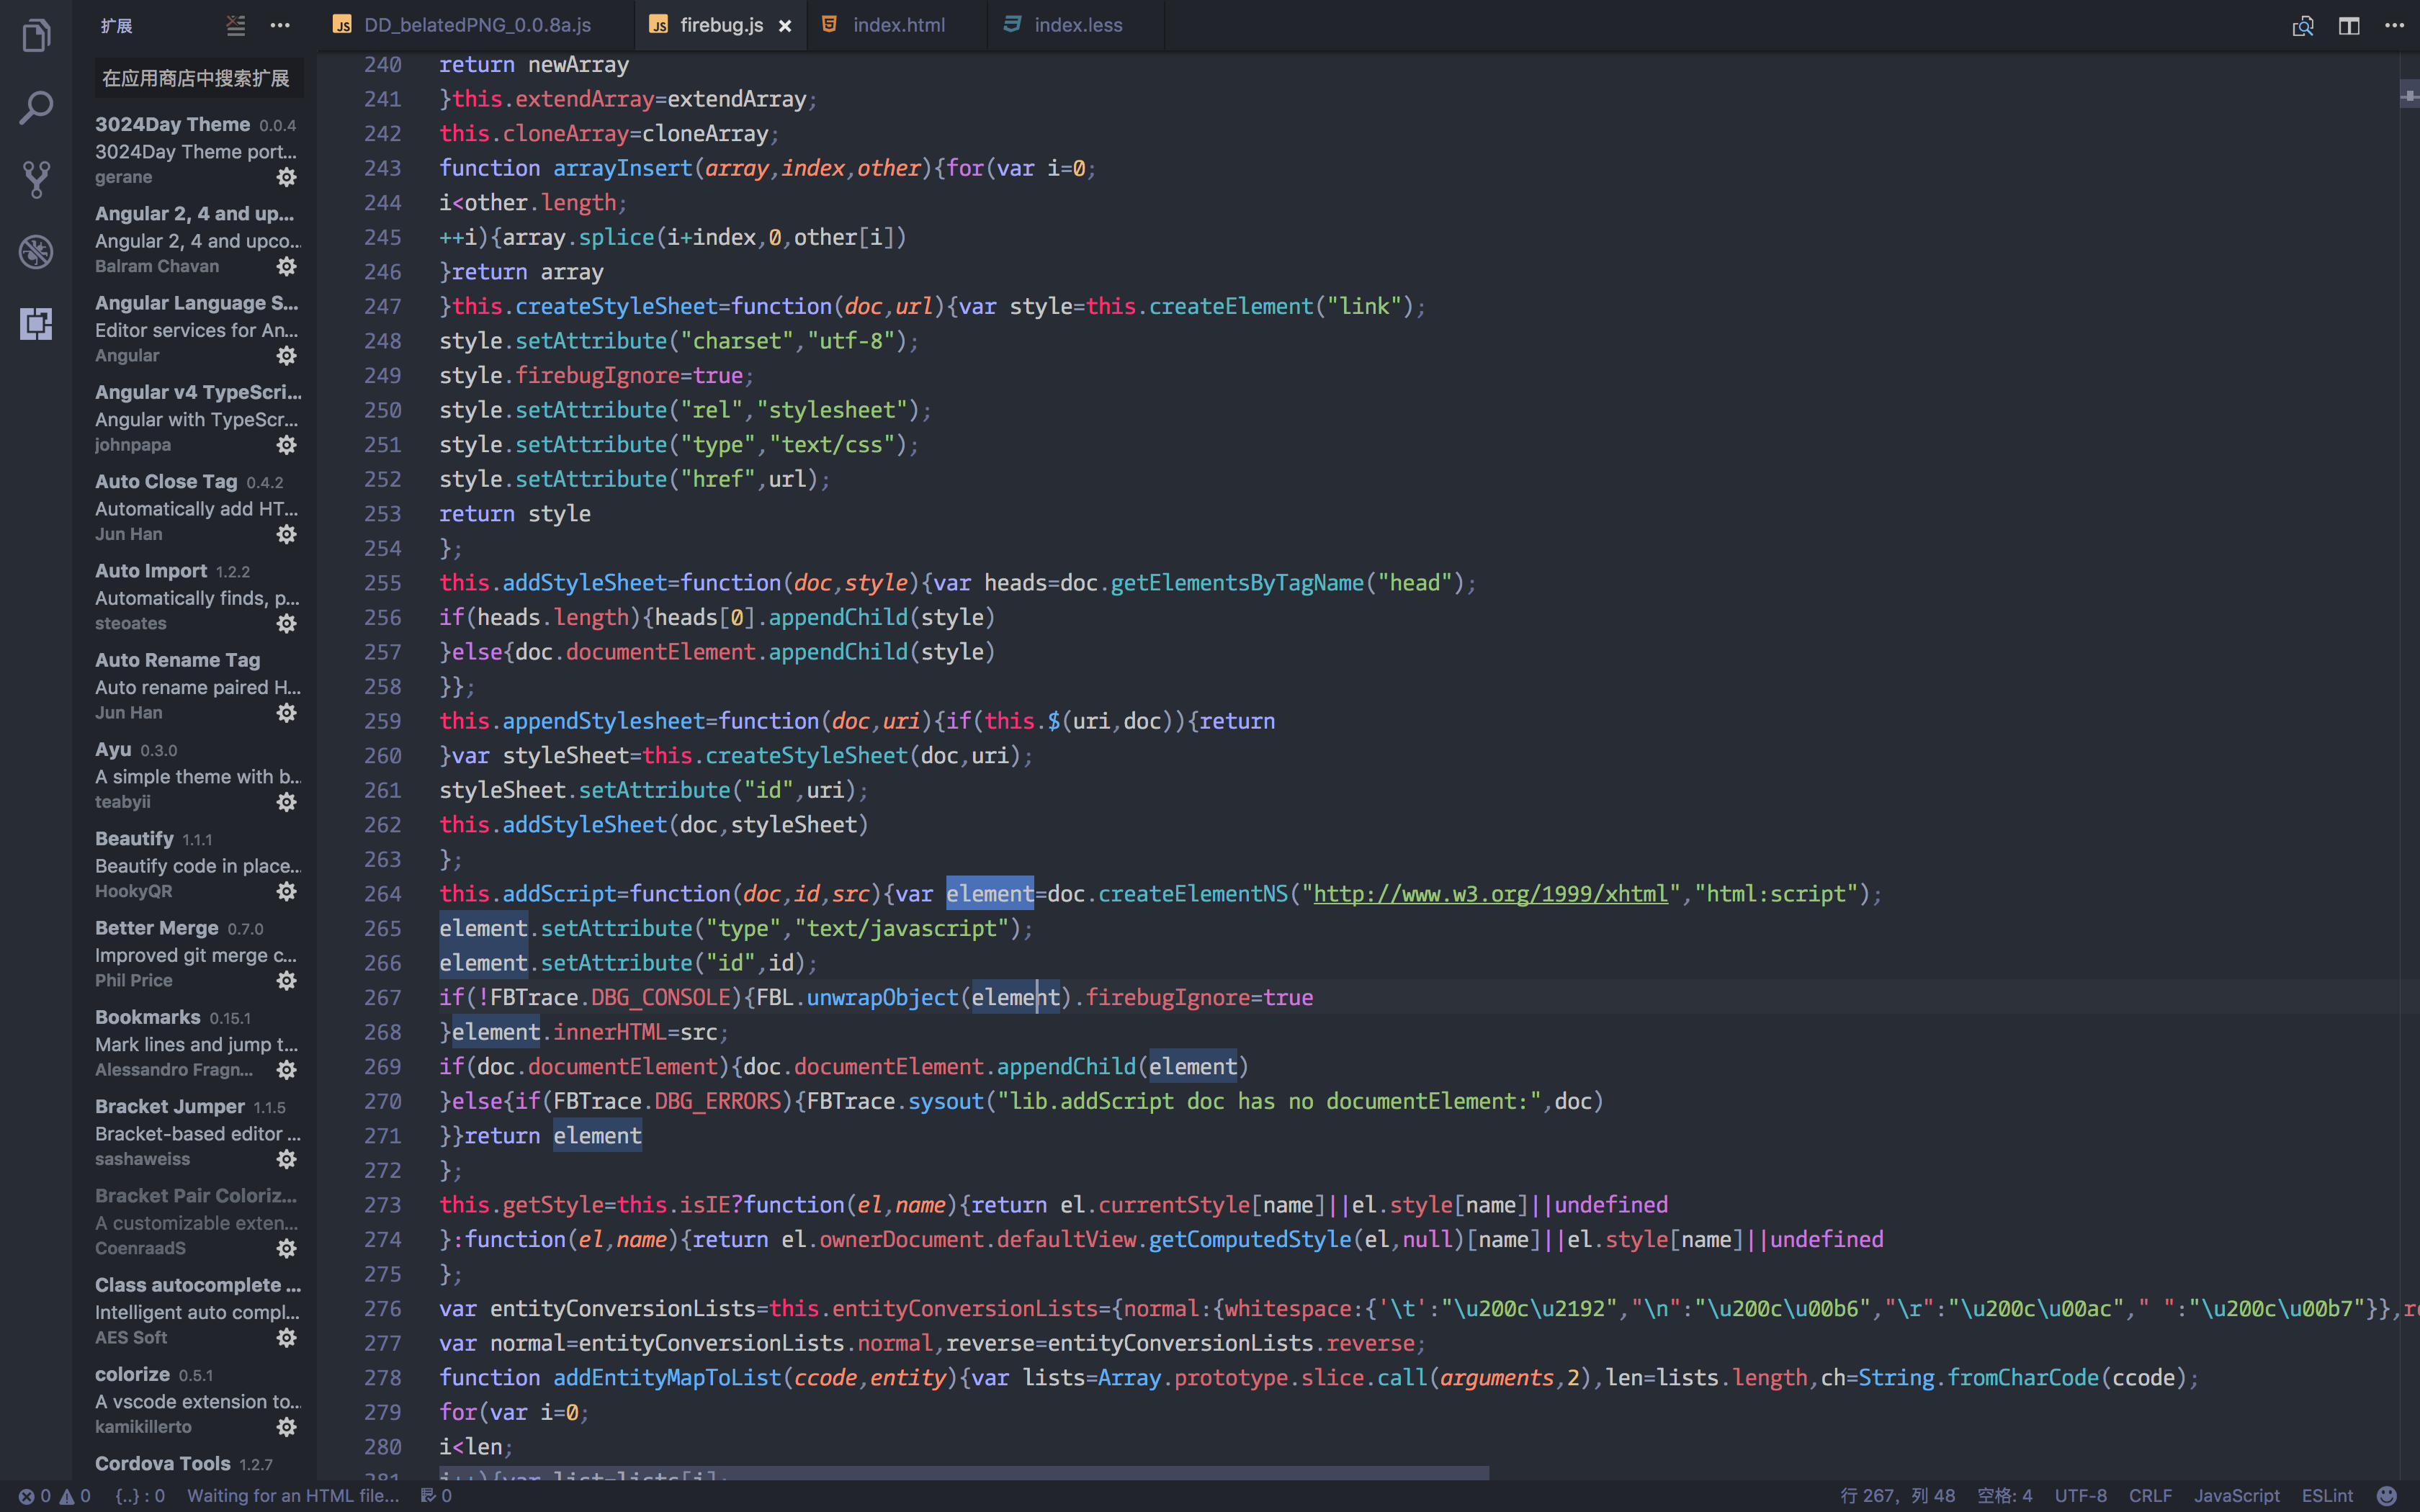 扩展
在应用商店中搜索扩展
3024Day Theme 0.0.4
3024Day Theme port...
gerane
Angular 2, 4 and up...
Angular 2, 4 and upco...
Balram Chavan
Angular Language S...
Editor services for An...
Angular
Angular v4 TypeScri...
Angular with TypeScr...
johnpapa
Auto Close Tag 0.4.2
Automatically add HT...
Jun Han
Auto Import 1.2.2
Automatically finds, p...
steoates
Auto Rename Tag
Auto rename paired H...
Jun Han
Ayu 0.3.0
A simple theme with b...
teabyii
Beautify 1.1.1
Beautify code in place...
HookyQR
Better Merge 0.7.0
Improved git merge c...
Phil Price
Bookmarks 0.15.1
Mark lines and jump t...
Alessandro Fragn...
Bracket Jumper 1.1.5
Bracket-based editor ...
sashaweiss
Bracket Pair Coloriz...
A customizable exten...
CoenraadS
Class autocomplete ...
Intelligent auto compl...
AES Soft
colorize 0.5.1
A vscode extension to...
kamikillerto
Cordova Tools 1.2.7
JS DD_belatedPNG_0.0.8a.js JS firebug.js × index.html index.less
240 return newArray
241 }this.extendArray=extendArray;
242 this.cloneArray=cloneArray;
243 function arrayInsert(array,index,other){for(var i=0;
244 i<other.length;
245 ++i){array.splice(i+index,0,other[i])
246 }return array
247 }this.createStyleSheet=function(doc,url){var style=this.createElement("link");
248 style.setAttribute("charset","utf-8");
249 style.firebugIgnore=true;
250 style.setAttribute("rel","stylesheet");
251 style.setAttribute("type","text/css");
252 style.setAttribute("href",url);
253 return style
254 };
255 this.addStyleSheet=function(doc,style){var heads=doc.getElementsByTagName("head");
256 if(heads.length){heads[0].appendChild(style)
257 }else{doc.documentElement.appendChild(style)
258 }};
259 this.appendStylesheet=function(doc,uri){if(this.$(uri,doc)){return
260 }var styleSheet=this.createStyleSheet(doc,uri);
261 styleSheet.setAttribute("id",uri);
262 this.addStyleSheet(doc,styleSheet)
263 };
264 this.addScript=function(doc,id,src){var element=doc.createElementNS("http://www.w3.org/1999/xhtml","html:script");
265 element.setAttribute("type","text/javascript");
266 element.setAttribute("id",id);
267 if(!FBTrace.DBG_CONSOLE){FBL.unwrapObject(element).firebugIgnore=true
268 }element.innerHTML=src;
269 if(doc.documentElement){doc.documentElement.appendChild(element)
270 }else{if(FBTrace.DBG_ERRORS){FBTrace.sysout("lib.addScript doc has no documentElement:",doc)
271 }}return element
272 };
273 this.getStyle=this.isIE?function(el,name){return el.currentStyle[name]||el.style[name]||undefined
274 }:function(el,name){return el.ownerDocument.defaultView.getComputedStyle(el,null)[name]||el.style[name]||undefined
275 };
276 var entityConversionLists=this.entityConversionLists={normal:{whitespace:{'\t':"\u200c\u2192","\n":"\u200c\u00b6","\r":"\u200c\u00ac"," ":"\u200c\u00b7"}},re
277 var normal=entityConversionLists.normal,reverse=entityConversionLists.reverse;
278 function addEntityMapToList(ccode,entity){var lists=Array.prototype.slice.call(arguments,2),len=lists.length,ch=String.fromCharCode(ccode);
279 for(var i=0;
280 i<len;
281 i++){var list=lists[i];
0 0 {..} : 0 Waiting for an HTML file... 0 行 267，列 48 空格: 4 UTF-8 CRLF JavaScript ESLint